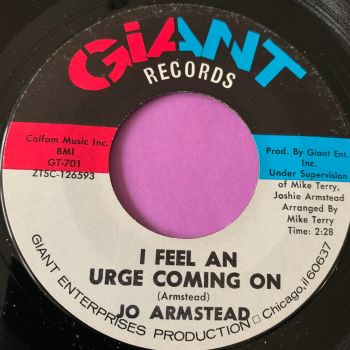 GIANT
RECORDS
Colfam Music Inc.
BMI
GT-701
ZTSC-126593
Prod. By Giant Ent.
Inc.
Under Supervision
of Mike Terry,
Joshie Armstead
Arranged By
Mike Terry
Time: 2:28
I FEEL AN
URGE COMING ON
(Armstead)
JO ARMSTEAD
GIANT ENTERPRISES PRODUCTION □ Chicago, Il 60637